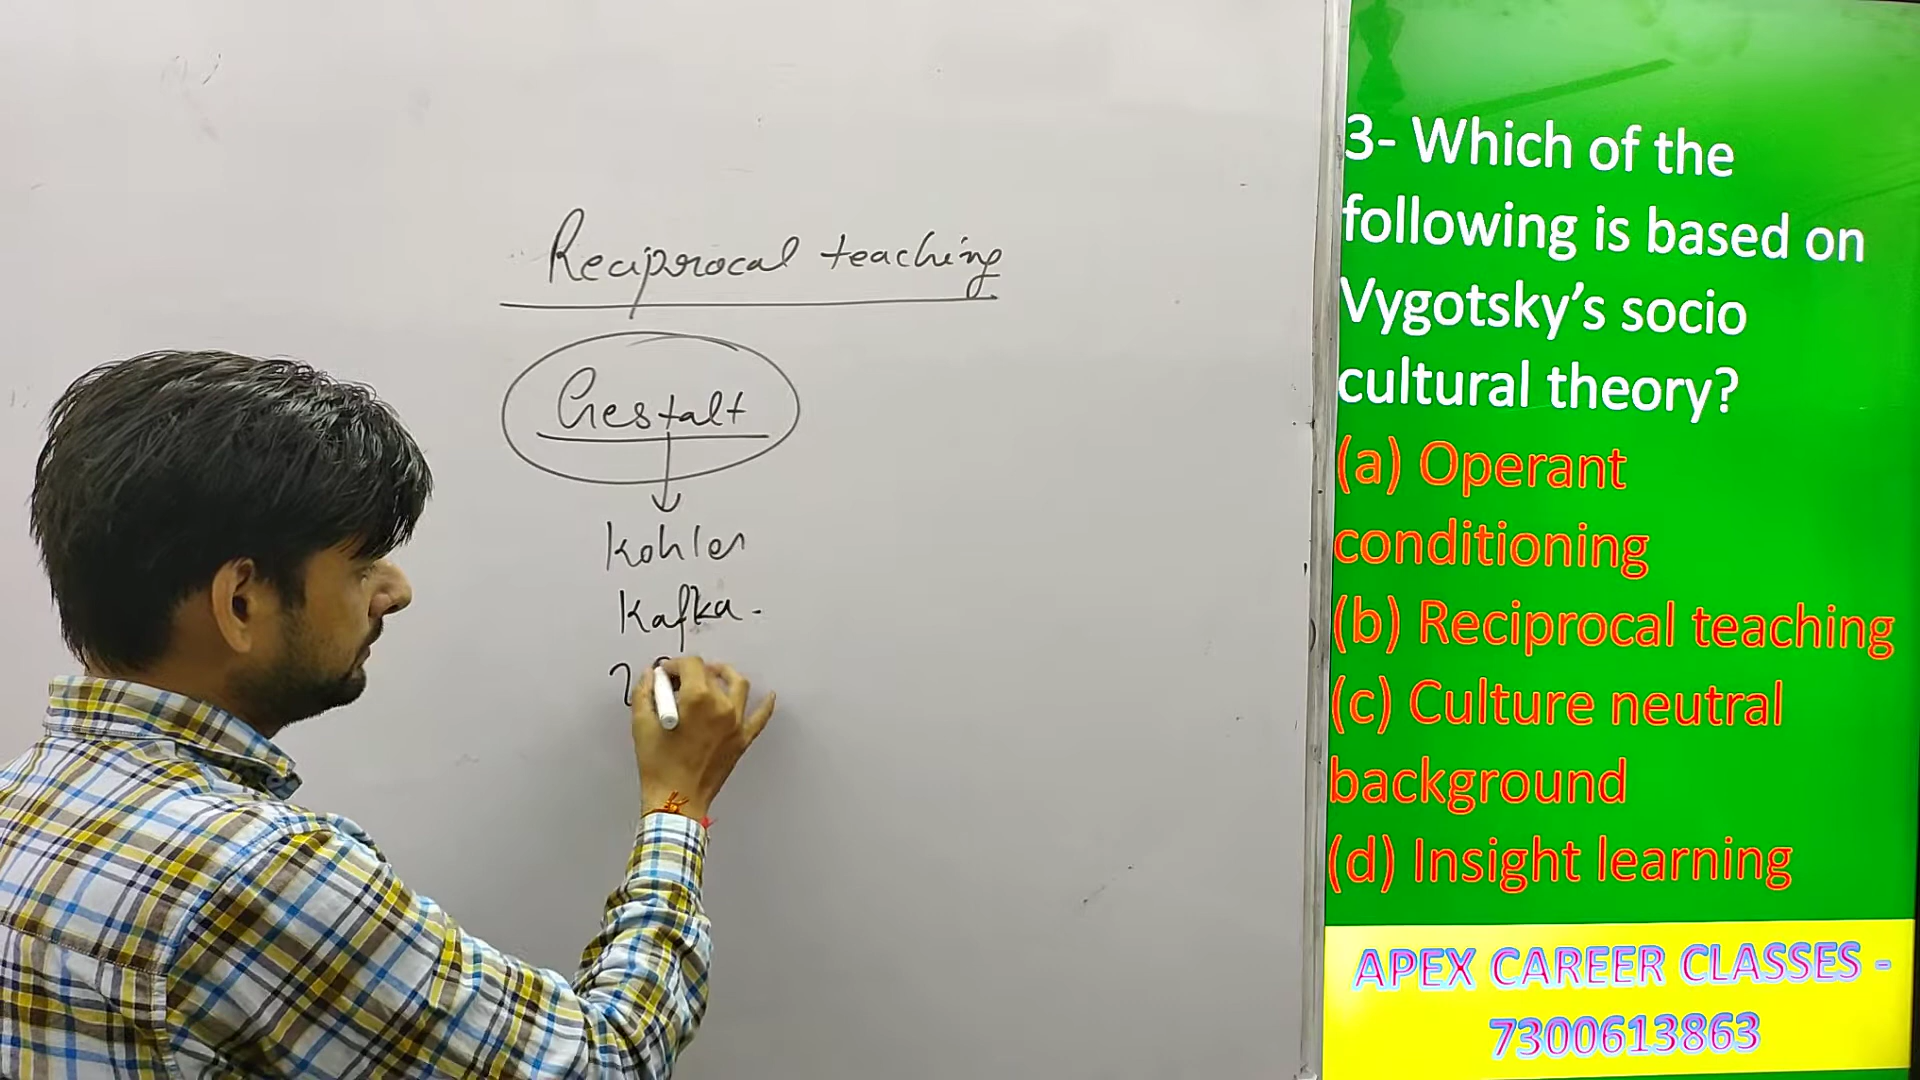 Reciprocal teaching
Gestalt
Kohler
Kafka.
3- Which of the
following is based on
Vygotsky’s socio
cultural theory?
(a) Operant
conditioning
(b) Reciprocal teaching
(c) Culture neutral
background
(d) Insight learning
APEX CAREER CLASSES -
7300613863